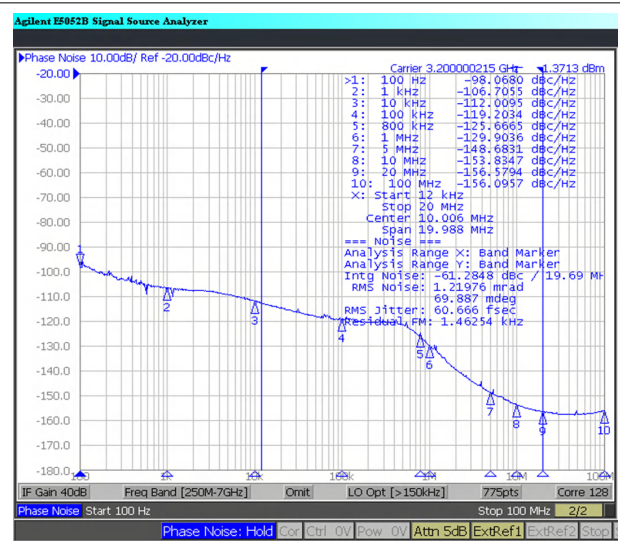 Agilent E5052B Signal Source Analyzer
▶Phase Noise 10.00dB/ Ref -20.00dBc/Hz
-20.00
-30.00
-40.00
-50.00
-60.00
-70.00
-80.00
-90.00
-100.0
-110.0
-120.0
-130.0
-140.0
-150.0
-160.0
-170.0
-180.0
Carrier 3.200000215 GHz 1.3713 dBm
>1: 100 Hz -98.0680 dBc/Hz
2: 1 kHz -106.7055 dBc/Hz
3: 10 kHz -112.0095 dBc/Hz
4: 100 kHz -119.2034 dBc/Hz
5: 800 kHz -125.6665 dBc/Hz
6: 1 MHz -129.9036 dBc/Hz
7: 5 MHz -148.6831 dBc/Hz
8: 10 MHz -153.8347 dBc/Hz
9: 20 MHz -156.5794 dBc/Hz
10: 100 MHz -156.0957 dBc/Hz
X: Start 12 kHz
Stop 20 MHz
Center 10.006 MHz
Span 19.988 MHz
=== Noise ===
Analysis Range X: Band Marker
Analysis Range Y: Band Marker
Intg Noise: -61.2848 dBc / 19.69 MH
RMS Noise: 1.21976 mrad
69.887 mdeg
RMS Jitter: 60.666 fsec
Residual FM: 1.46254 kHz
1
2
3
4
5
6
7
8
9
10
100 1k 10k 100k 1M 10M 100M
IF Gain 40dB Freq Band [250M-7GHz] Omit LO Opt [>150kHz] 775pts Corre 128
Phase Noise Start 100 Hz Stop 100 MHz 2/2
Phase Noise: Hold Cor Ctrl 0V Pow 0V Attn 5dB ExtRef1 ExtRef2 Stop